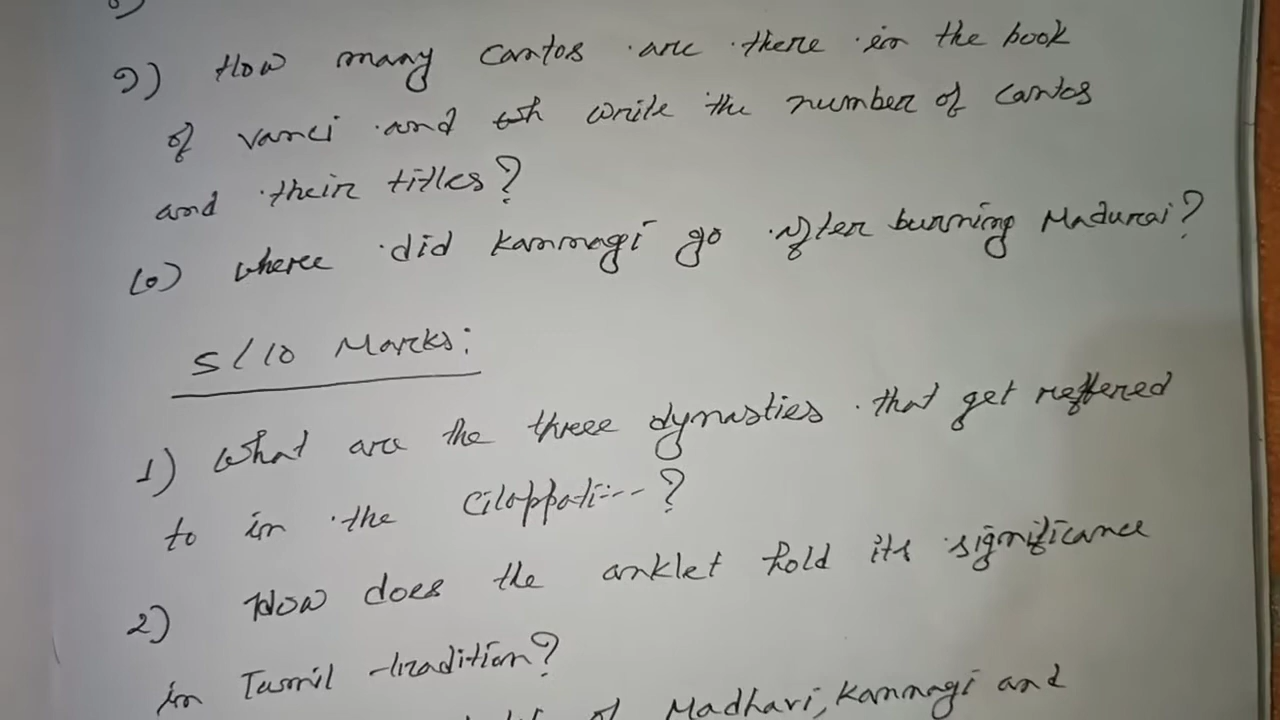 9) How many Cantos are there in the book
of vanci and wh write the number of cantos
and their titles?
10) where did kannagi go after burning Madurai?
5/10 Marks:
1) What are the three dynasties that get reffered
to in the Cilappati---?
2) How does the anklet hold its significance
in Tamil tradition?
of Madhavi, Kannagi and